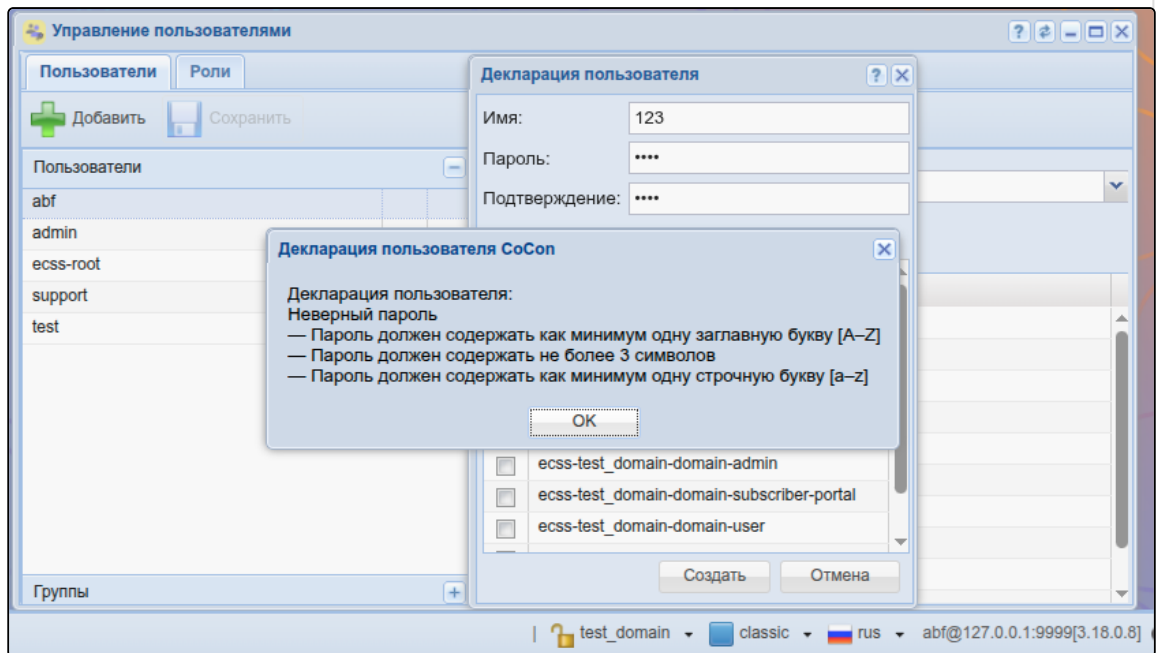 Управление пользователями
Пользователи
Роли
Добавить
Сохранить
Пользователи
abf
admin
ecss-root
support
test
Группы
Декларация пользователя
Имя:
123
Пароль:
••••
Подтверждение:
••••
Декларация пользователя CoCon
Декларация пользователя:
Неверный пароль
— Пароль должен содержать как минимум одну заглавную букву [A–Z]
— Пароль должен содержать не более 3 символов
— Пароль должен содержать как минимум одну строчную букву [a–z]
OK
ecss-test_domain-domain-admin
ecss-test_domain-domain-subscriber-portal
ecss-test_domain-domain-user
Создать
Отмена
test_domain
classic
rus
abf@127.0.0.1:9999[3.18.0.8]